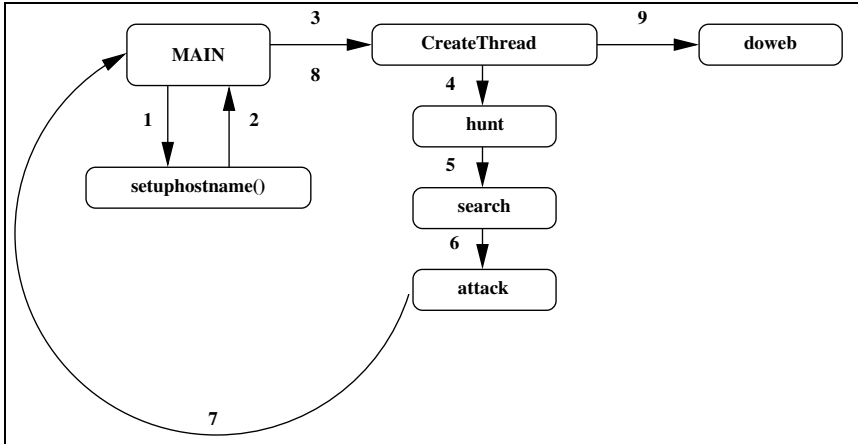 3
9
MAIN
CreateThread
doweb
8
4
1
2
hunt
5
setuphostname()
search
6
attack
7